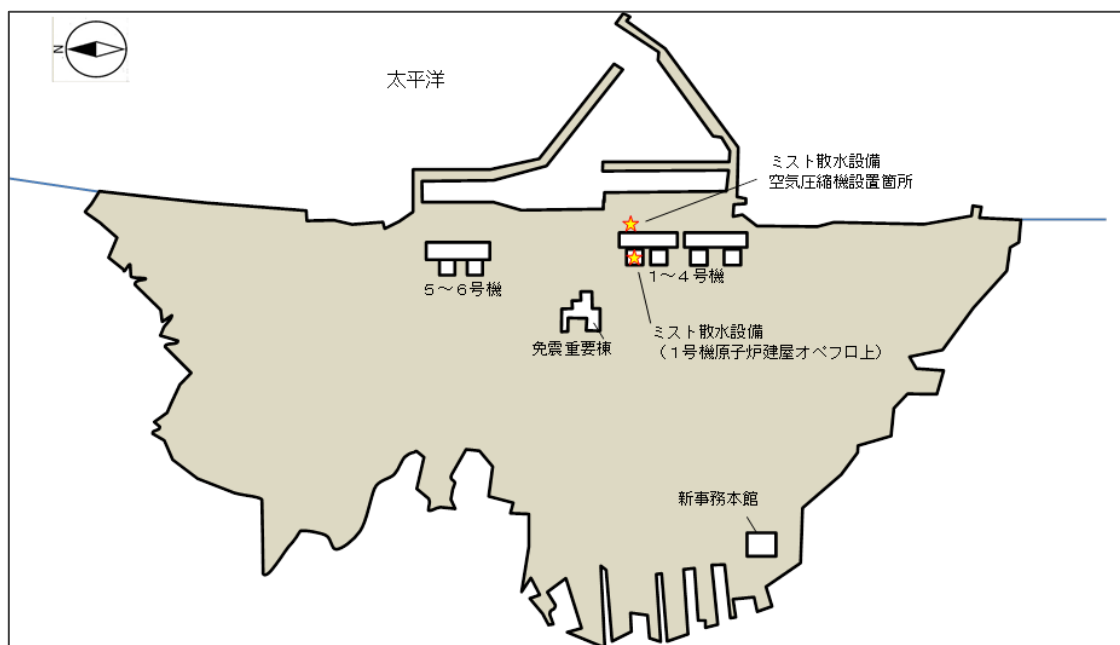 N
太平洋
ミスト散水設備
空気圧縮機設置箇所
5～6号機
1～4号機
ミスト散水設備
（1号機原子炉建屋オペフロ上）
免震重要棟
新事務本館